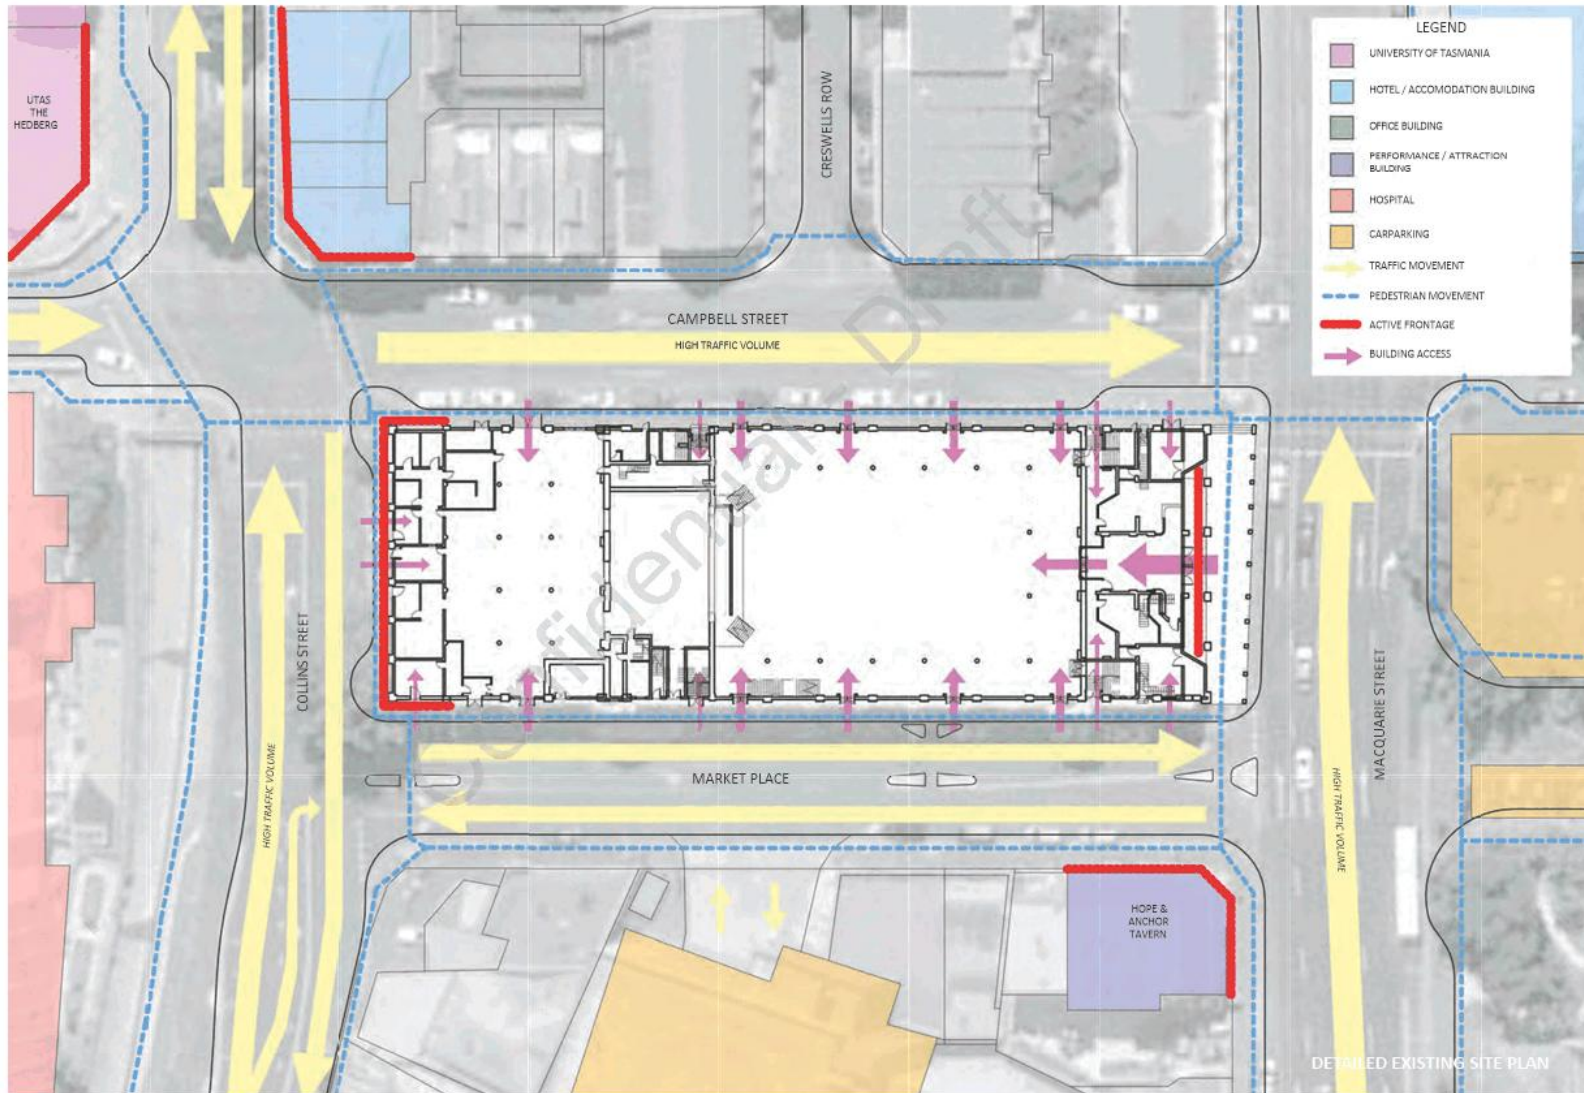 LEGEND
UNIVERSITY OF TASMANIA
HOTEL / ACCOMODATION BUILDING
OFFICE BUILDING
PERFORMANCE / ATTRACTION
BUILDING
HOSPITAL
CARPARKING
TRAFFIC MOVEMENT
PEDESTRIAN MOVEMENT
ACTIVE FRONTAGE
BUILDING ACCESS
UTAS
THE
HEDBERG
CRESWELLS ROW
CAMPBELL STREET
HIGH TRAFFIC VOLUME
COLLINS STREET
HIGH TRAFFIC VOLUME
MACQUARIE STREET
HIGH TRAFFIC VOLUME
MARKET PLACE
HOPE &
ANCHOR
TAVERN
Confidential - Draft
DETAILED EXISTING SITE PLAN